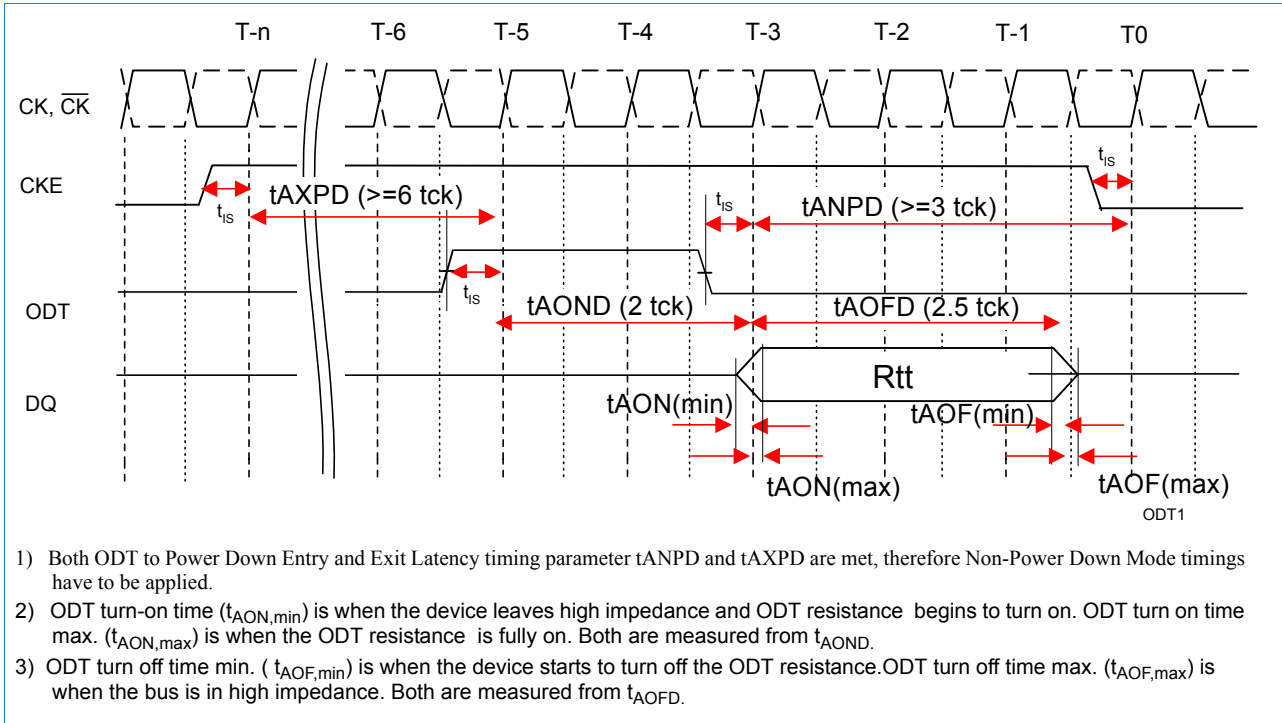 T-n T-6 T-5 T-4 T-3 T-2 T-1 T0
CK, C̅K̅
CKE
tIS
tIS
tAXPD (>=6 tck)
tIS
tANPD (>=3 tck)
ODT
tIS
tAOND (2 tck)
tAOFD (2.5 tck)
DQ
Rtt
tAON(min)
tAOF(min)
tAON(max)
tAOF(max)
ODT1
1) Both ODT to Power Down Entry and Exit Latency timing parameter tANPD and tAXPD are met, therefore Non-Power Down Mode timings
have to be applied.
2) ODT turn-on time (tAON,min) is when the device leaves high impedance and ODT resistance begins to turn on. ODT turn on time
max. (tAON,max) is when the ODT resistance is fully on. Both are measured from tAOND.
3) ODT turn off time min. ( tAOF,min) is when the device starts to turn off the ODT resistance.ODT turn off time max. (tAOF,max) is
when the bus is in high impedance. Both are measured from tAOFD.